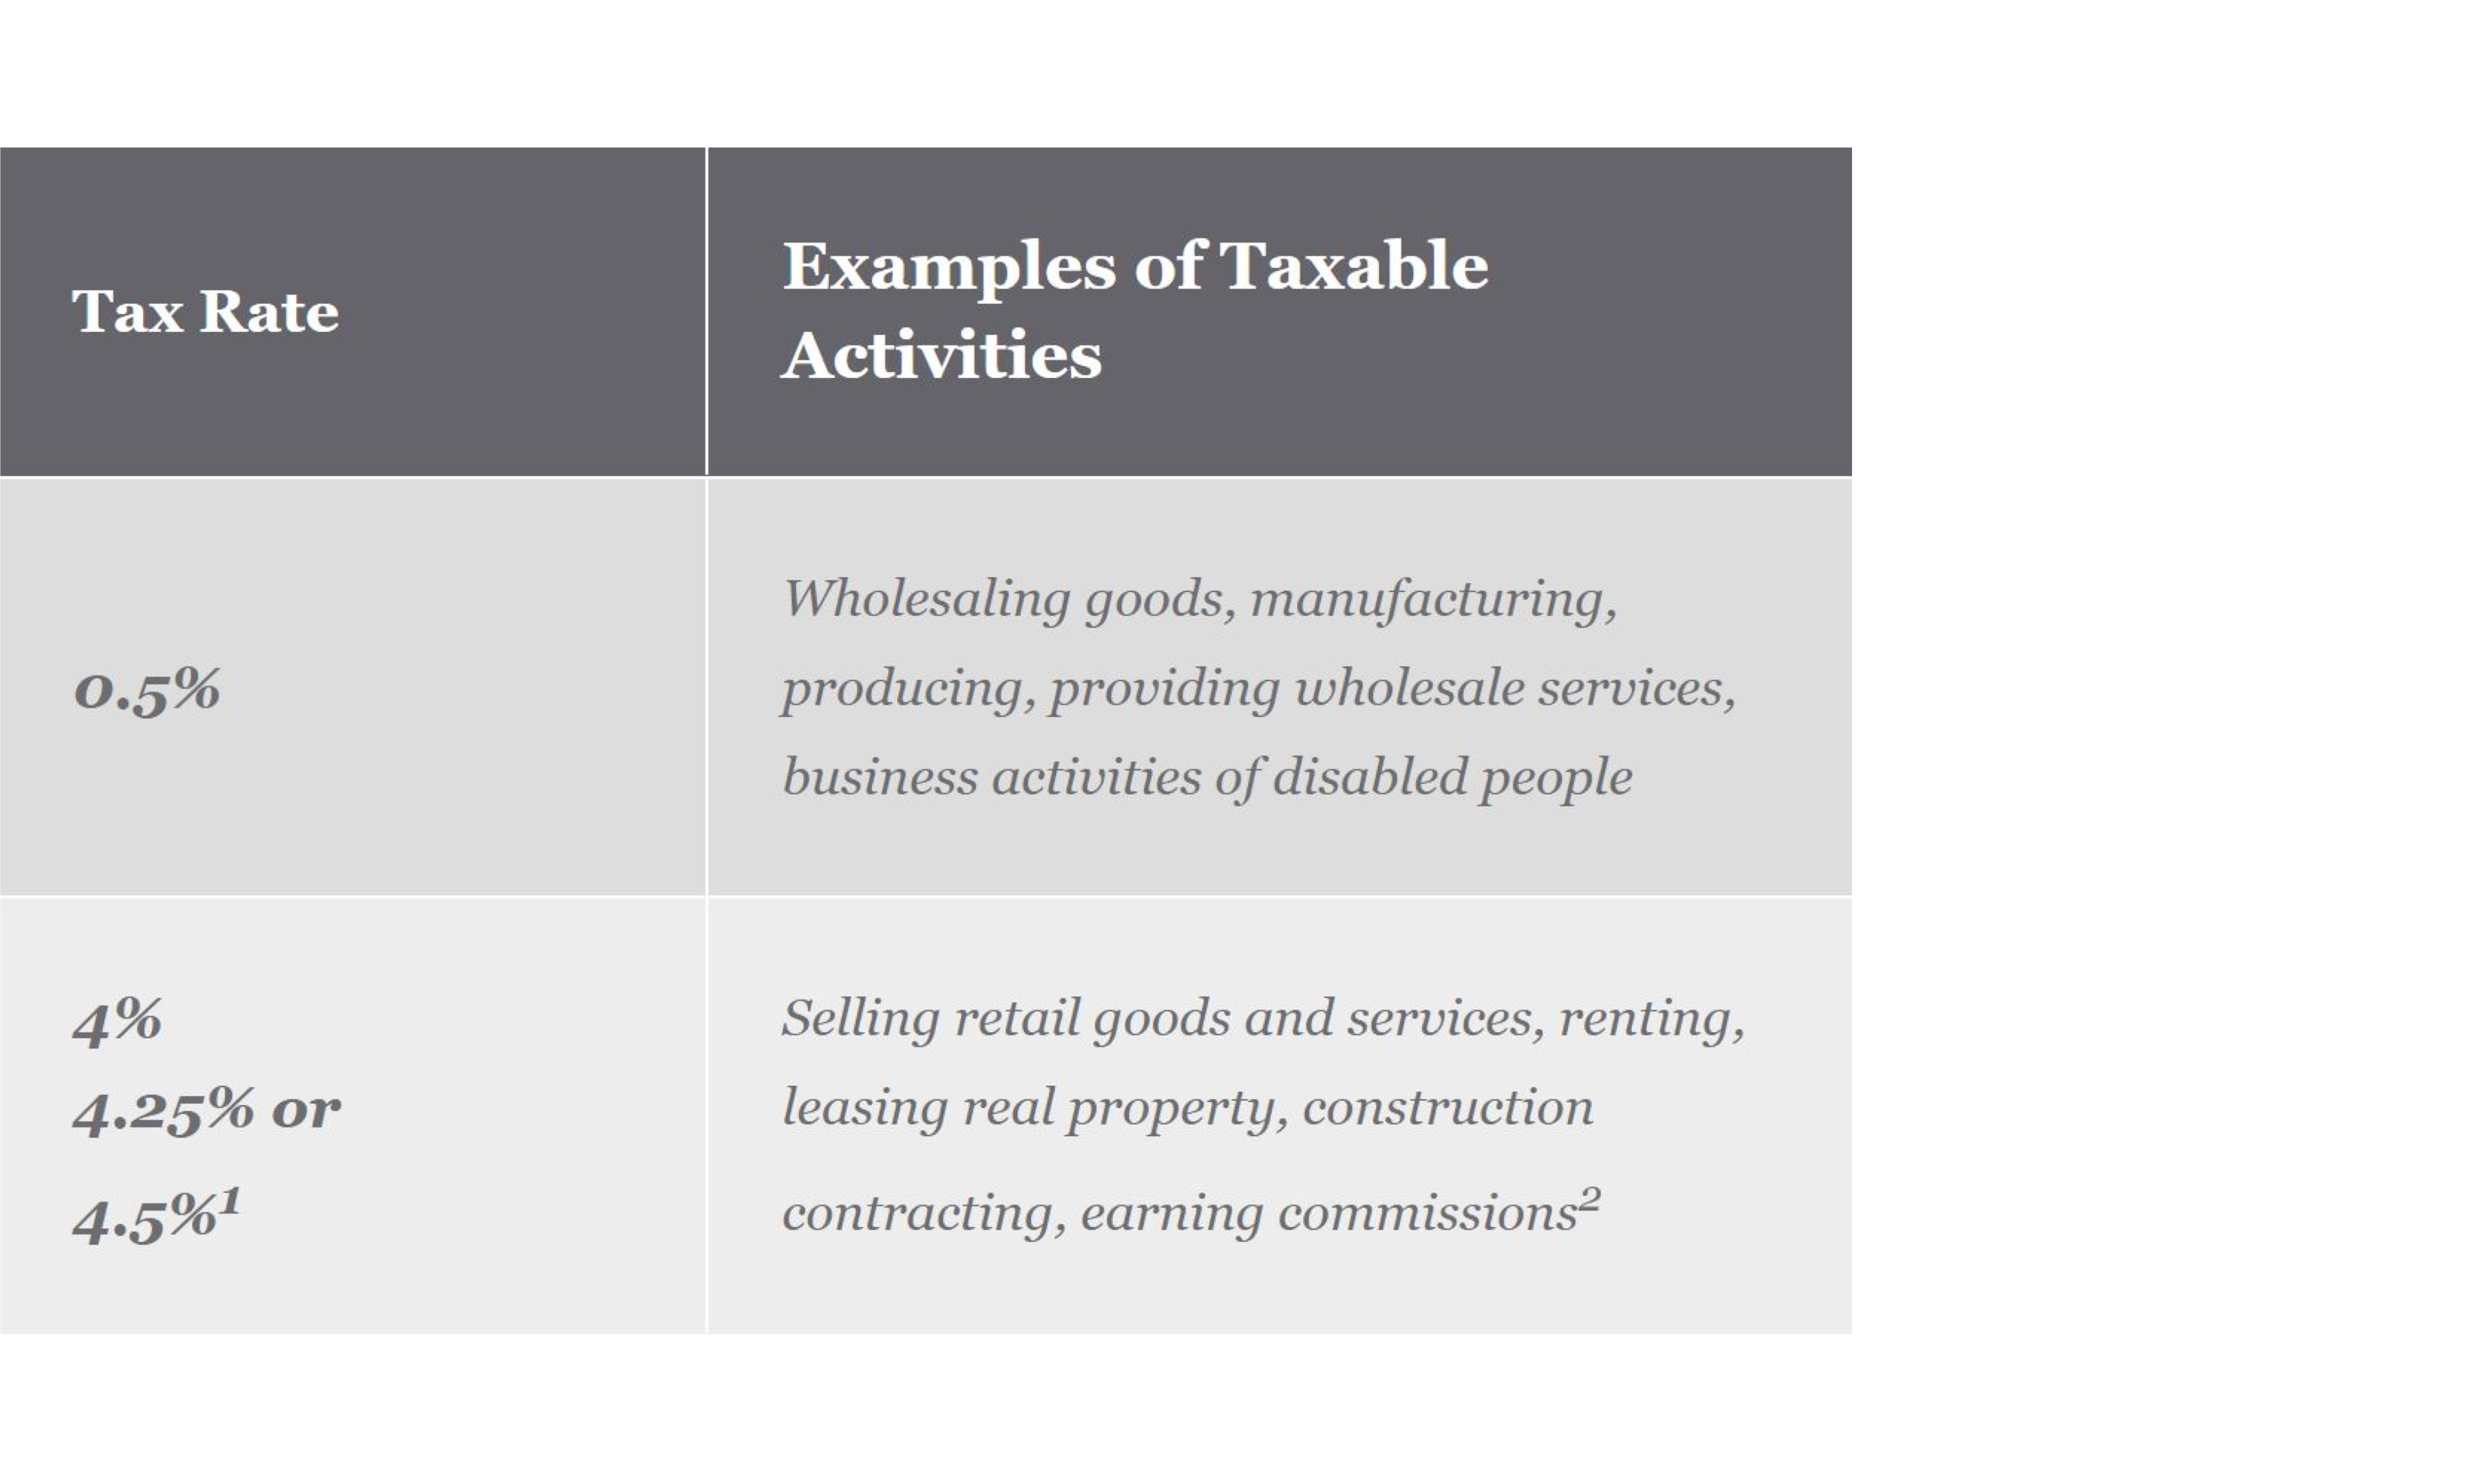 Tax Rate
Examples of Taxable
Activities
0.5%
Wholesaling goods, manufacturing,
producing, providing wholesale services,
business activities of disabled people
4%
4.25% or
4.5%¹
Selling retail goods and services, renting,
leasing real property, construction
contracting, earning commissions²